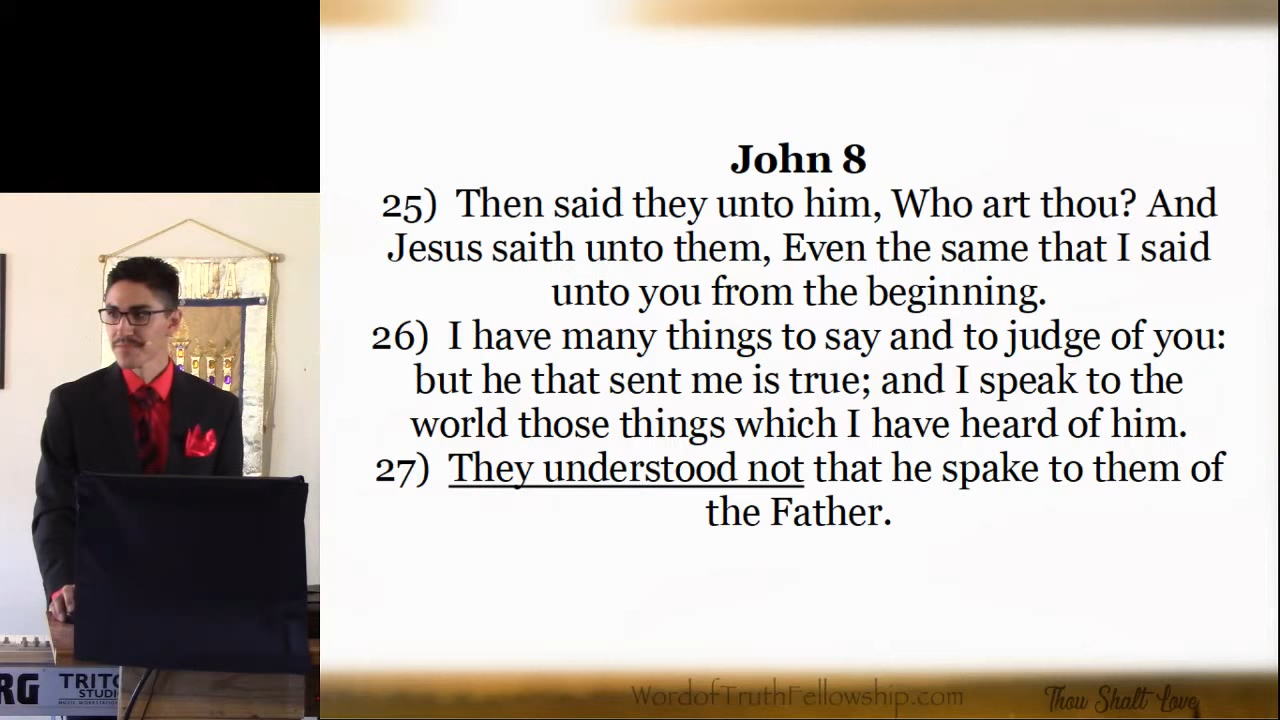 John 8
25) Then said they unto him, Who art thou? And
Jesus saith unto them, Even the same that I said
unto you from the beginning.
26) I have many things to say and to judge of you:
but he that sent me is true; and I speak to the
world those things which I have heard of him.
27) They understood not that he spake to them of
the Father.
WordofTruthFellowship.com
Thou Shalt Love
RG TRITO
STUDI